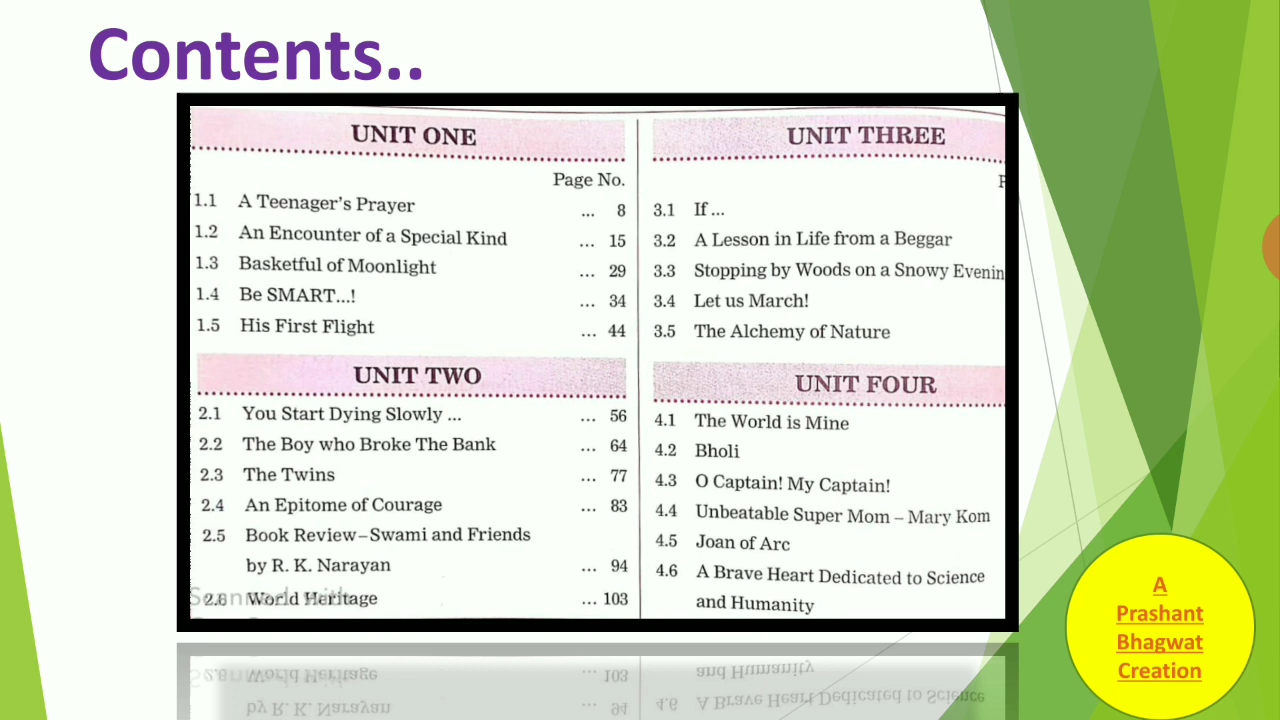 Contents..
UNIT ONE
Page No.
1.1 A Teenager's Prayer ... 8
1.2 An Encounter of a Special Kind ... 15
1.3 Basketful of Moonlight ... 29
1.4 Be SMART...! ... 34
1.5 His First Flight ... 44
UNIT TWO
2.1 You Start Dying Slowly ... ... 56
2.2 The Boy who Broke The Bank ... 64
2.3 The Twins ... 77
2.4 An Epitome of Courage ... 83
2.5 Book Review – Swami and Friends
by R. K. Narayan ... 94
2.6 World Heritage ... 103
Scanned with
UNIT THREE
3.1 If ...
3.2 A Lesson in Life from a Beggar
3.3 Stopping by Woods on a Snowy Evenin
3.4 Let us March!
3.5 The Alchemy of Nature
UNIT FOUR
4.1 The World is Mine
4.2 Bholi
4.3 O Captain! My Captain!
4.4 Unbeatable Super Mom – Mary Kom
4.5 Joan of Arc
4.6 A Brave Heart Dedicated to Science
and Humanity
A
Prashant
Bhagwat
Creation